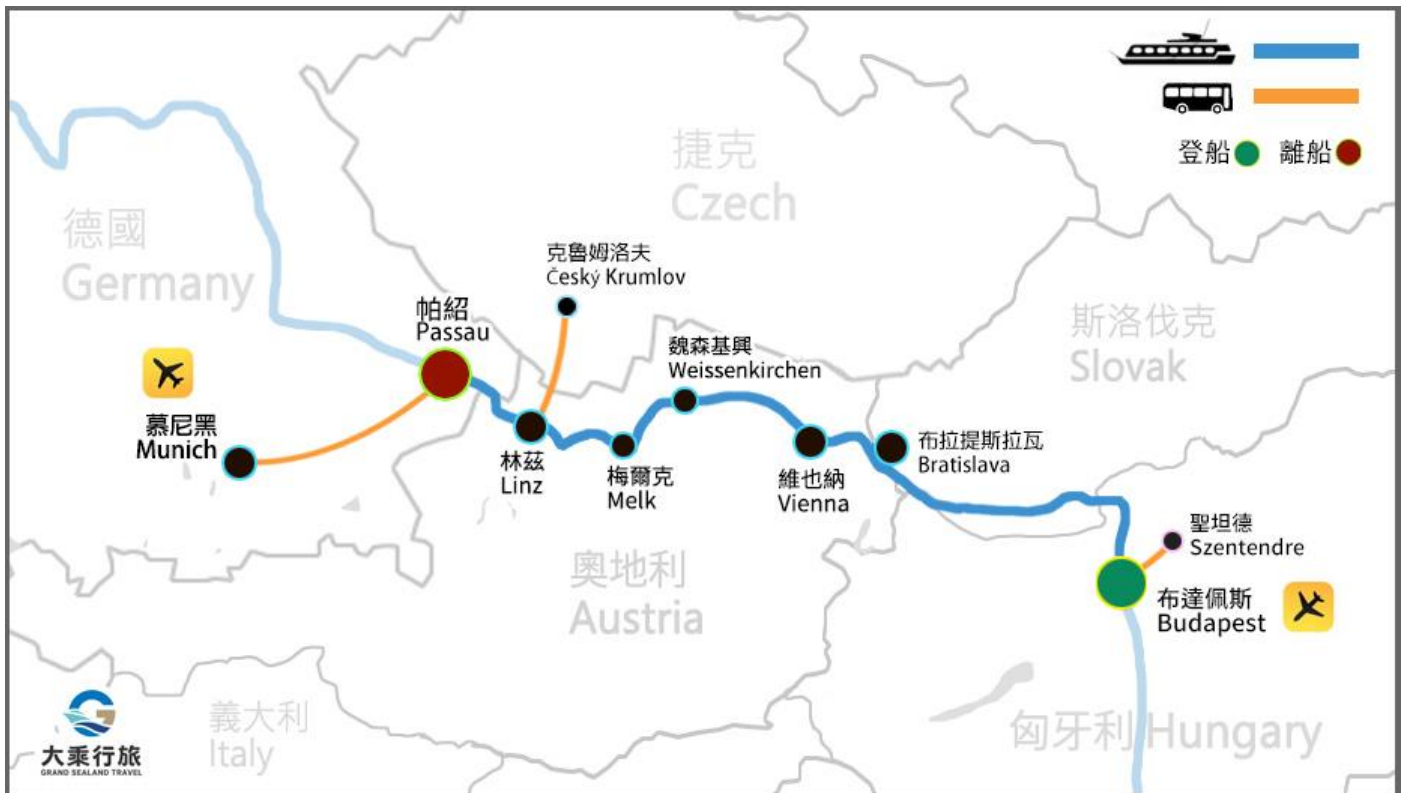 登船 離船
捷克
Czech
德國
Germany
克魯姆洛夫
Český Krumlov
帕紹
Passau
斯洛伐克
Slovak
魏森基興
Weissenkirchen
慕尼黑
Munich
林茲
Linz
梅爾克
Melk
維也納
Vienna
布拉提斯拉瓦
Bratislava
聖坦德
Szentendre
奧地利
Austria
布達佩斯
Budapest
義大利
Italy
匈牙利 Hungary
大乘行旅
GRAND SEALAND TRAVEL